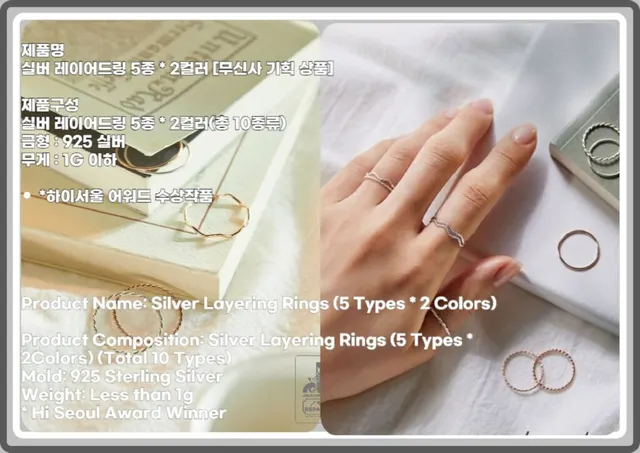 제품명
실버 레이어드링 5종 * 2컬러 [무신사 기획 상품]
제품구성
실버 레이어드링 5종 * 2컬러(총 10종류)
금형 : 925 실버
무게 : 1G 이하
*하이서울 어워드 수상작품
Product Name: Silver Layering Rings (5 Types * 2 Colors)
Product Composition: Silver Layering Rings (5 Types *
2Colors) (Total 10 Types)
Mold: 925 Sterling Silver
Weight: Less than 1g
* Hi Seoul Award Winner